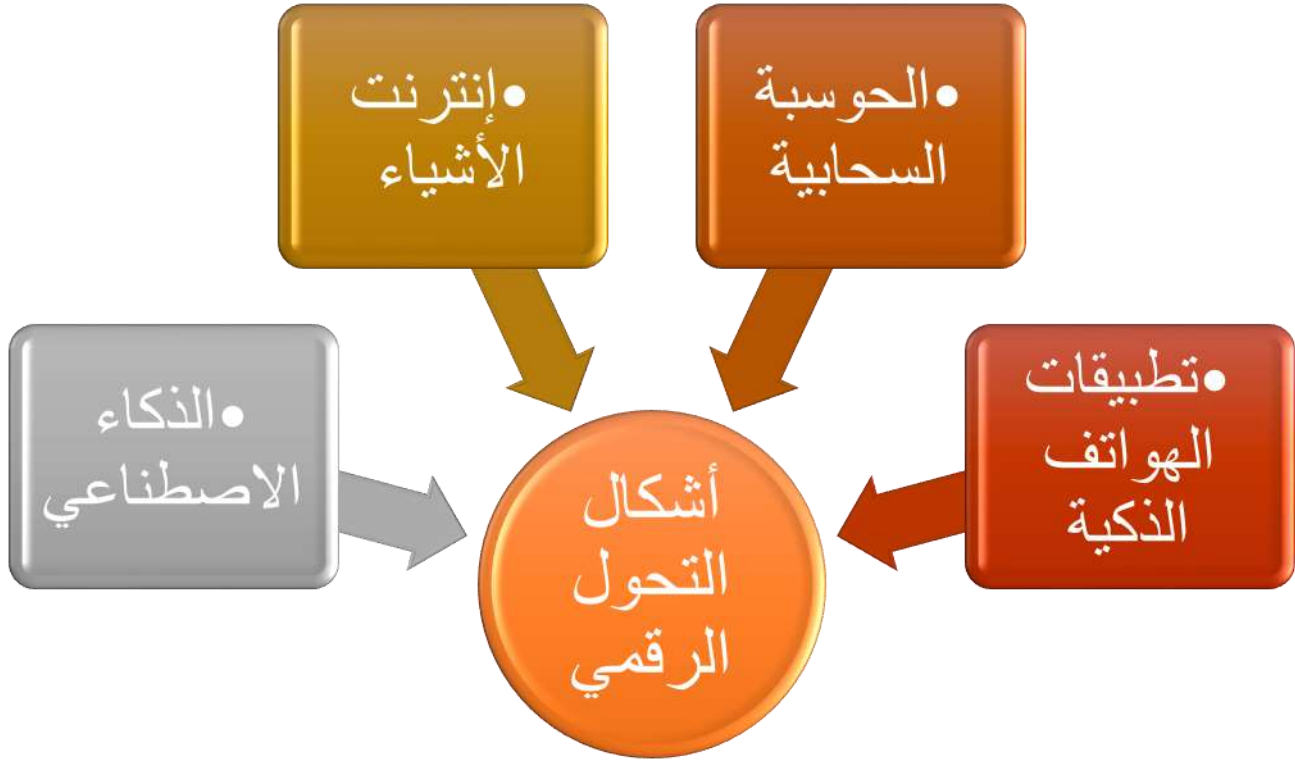 •إنترنت
الأشياء
•الحوسبة
السحابية
•الذكاء
الاصطناعي
•تطبيقات
الهواتف
الذكية
أشكال
التحول
الرقمي